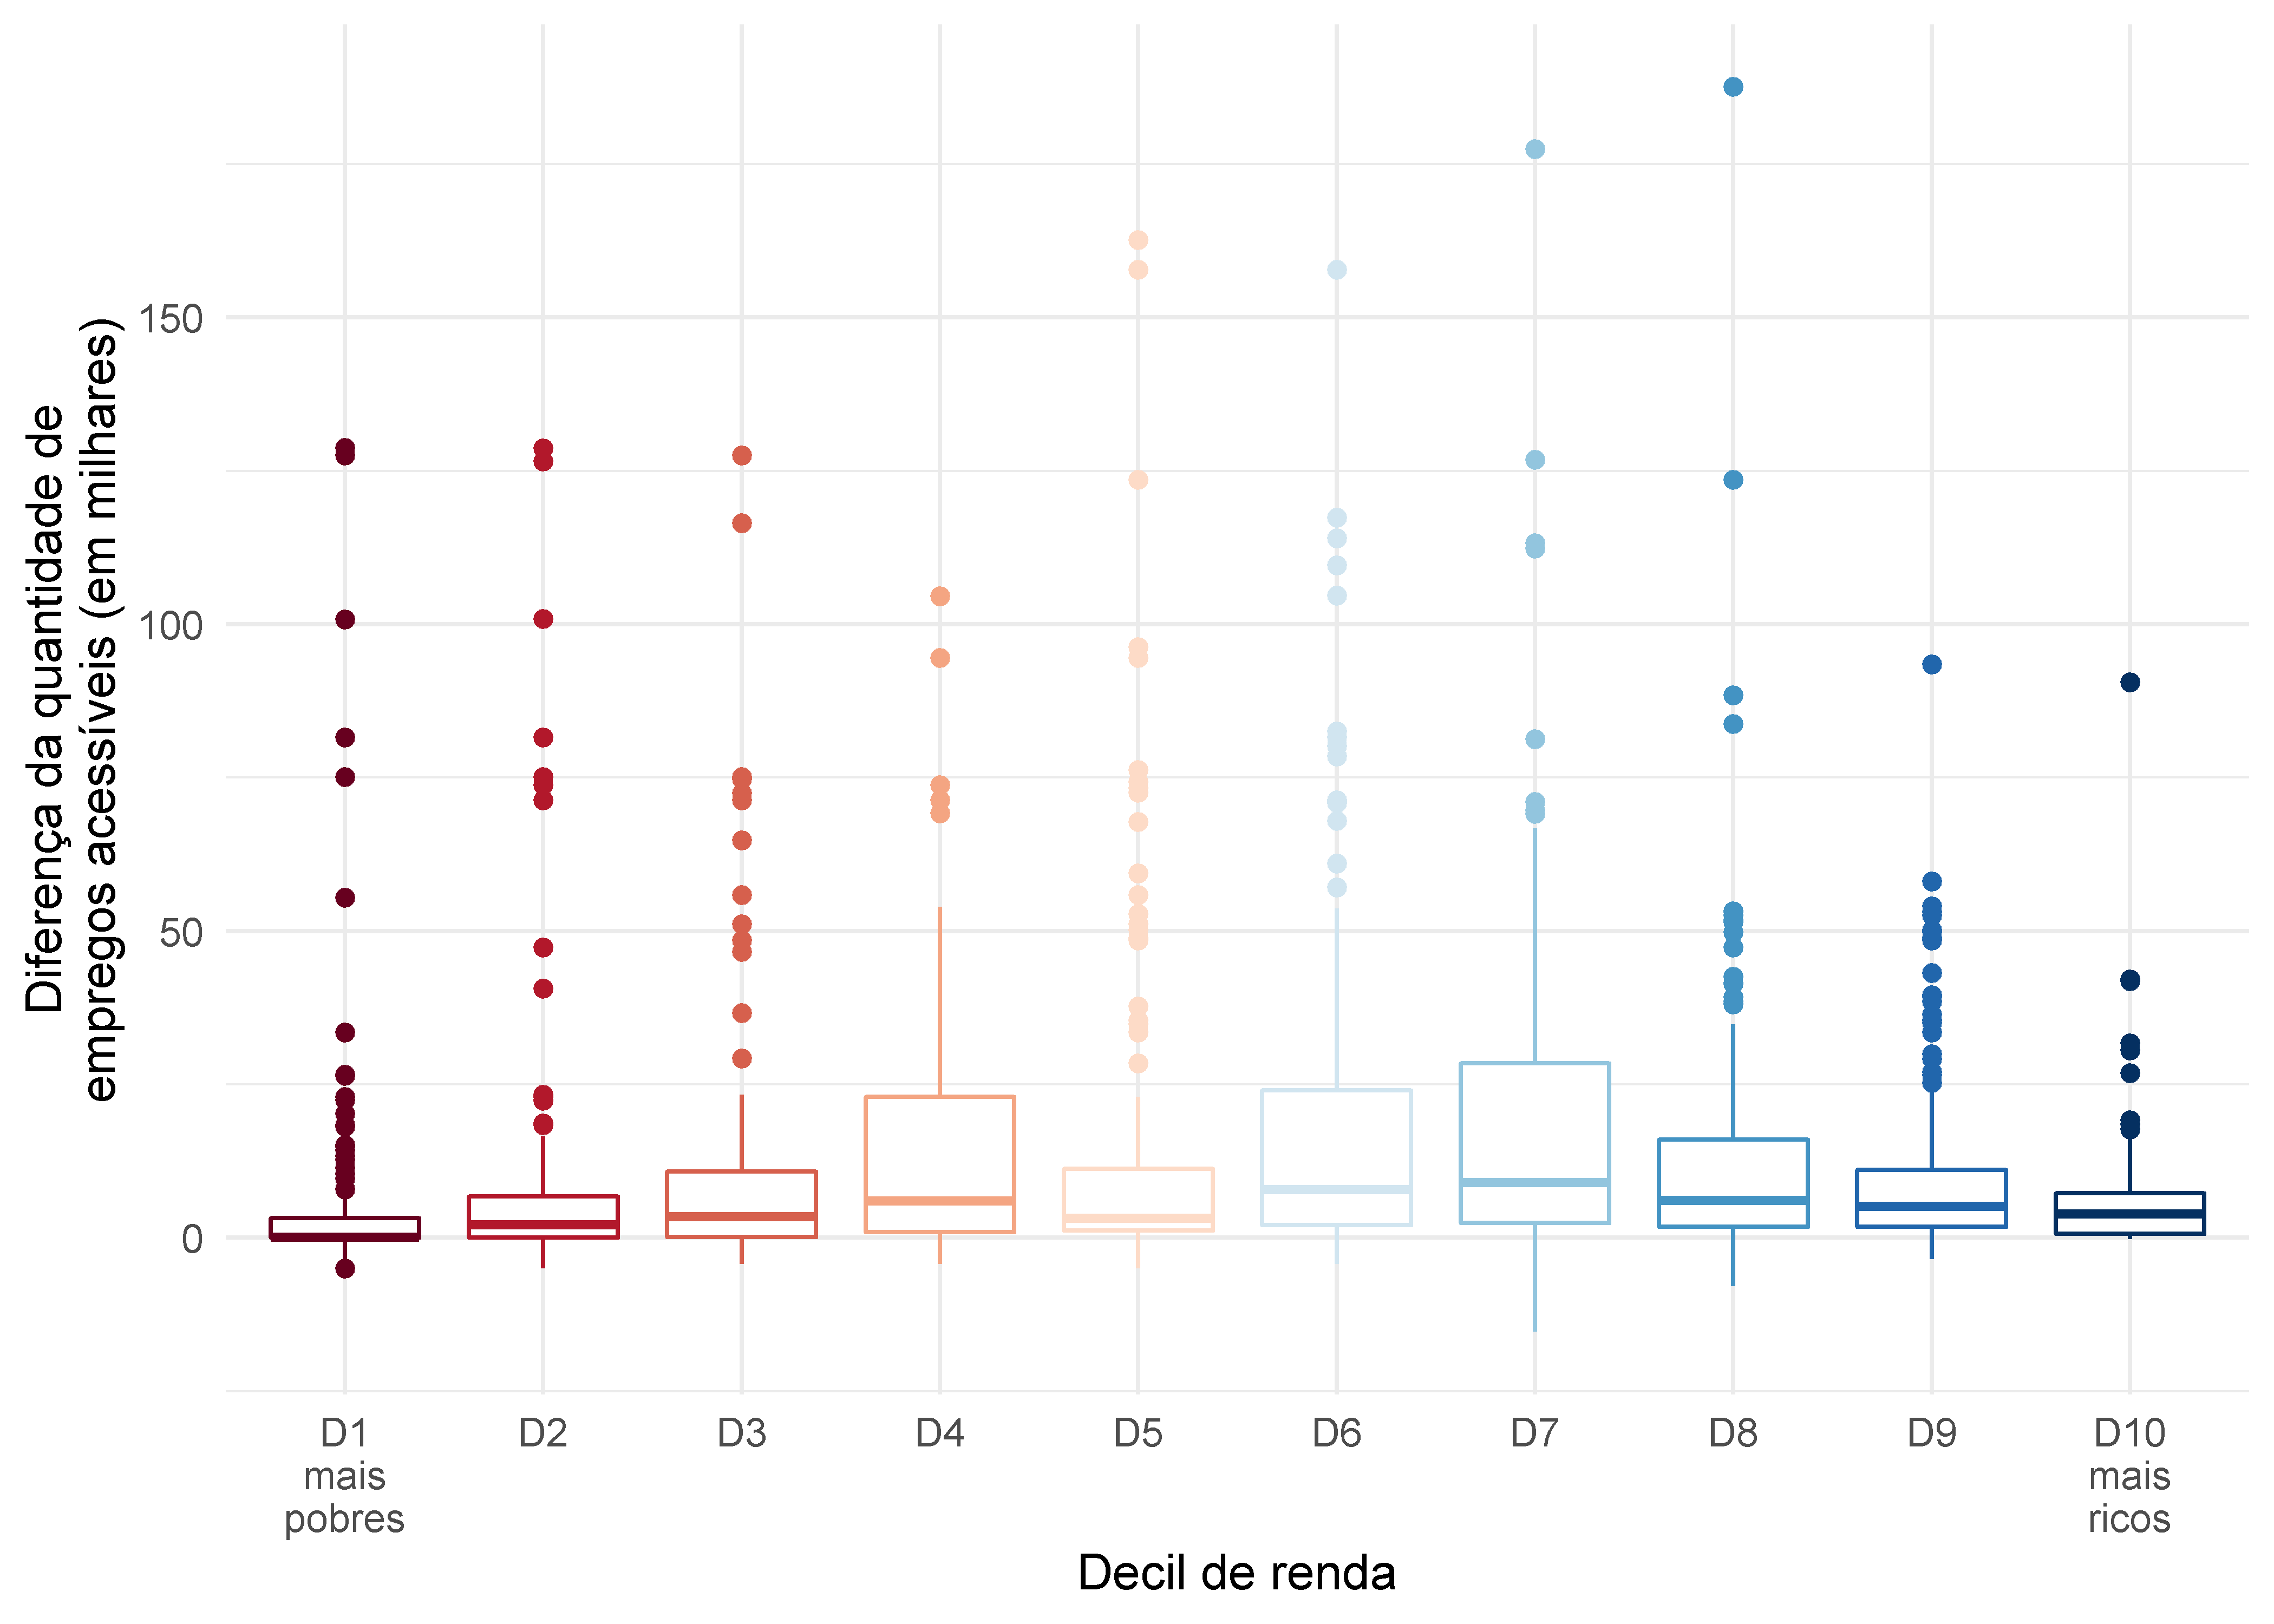 Diferença da quantidade de
empregos acessíveis (em milhares)
150
100
50
0
D1
mais
pobres
D2
D3
D4
D5
D6
D7
D8
D9
D10
mais
ricos
Decil de renda